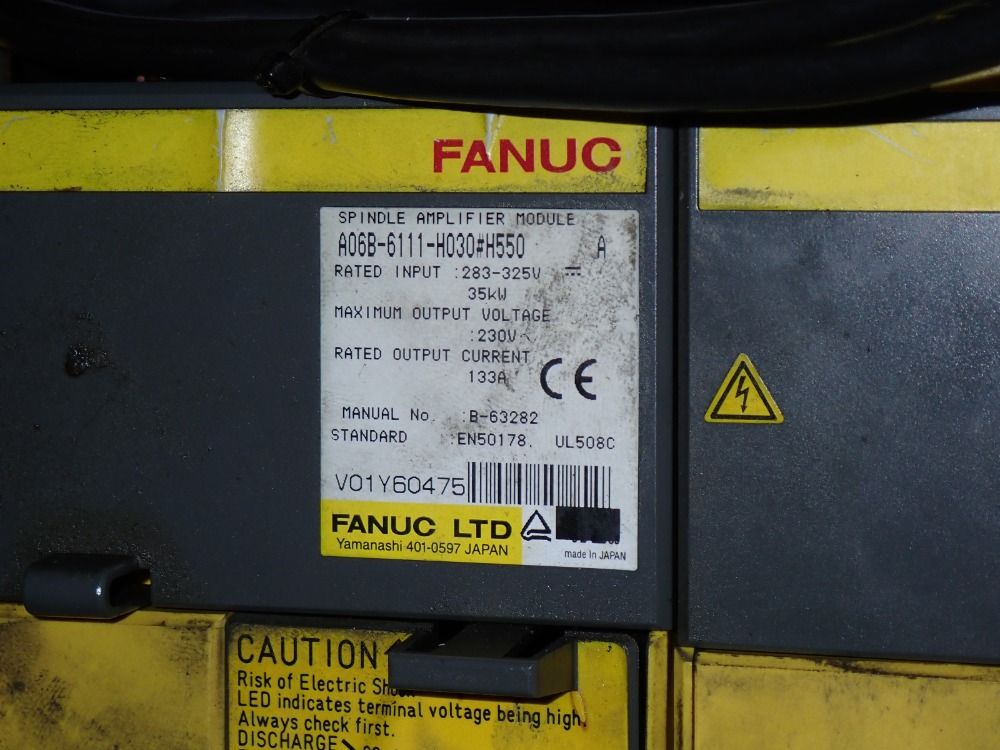 FANUC
SPINDLE AMPLIFIER MODULE
A06B-6111-H030#H550 A
RATED INPUT :283-325V
35kW
MAXIMUM OUTPUT VOLTAGE
:230V~
RATED OUTPUT CURRENT
133A
CE
MANUAL No. :B-63282
STANDARD :EN50178. UL508C
V01Y60475
FANUC LTD
Yamanashi 401-0597 JAPAN
made in JAPAN
CAUTION
Risk of Electric Shock
LED indicates terminal voltage being high.
Always check first.
DISCHARGE